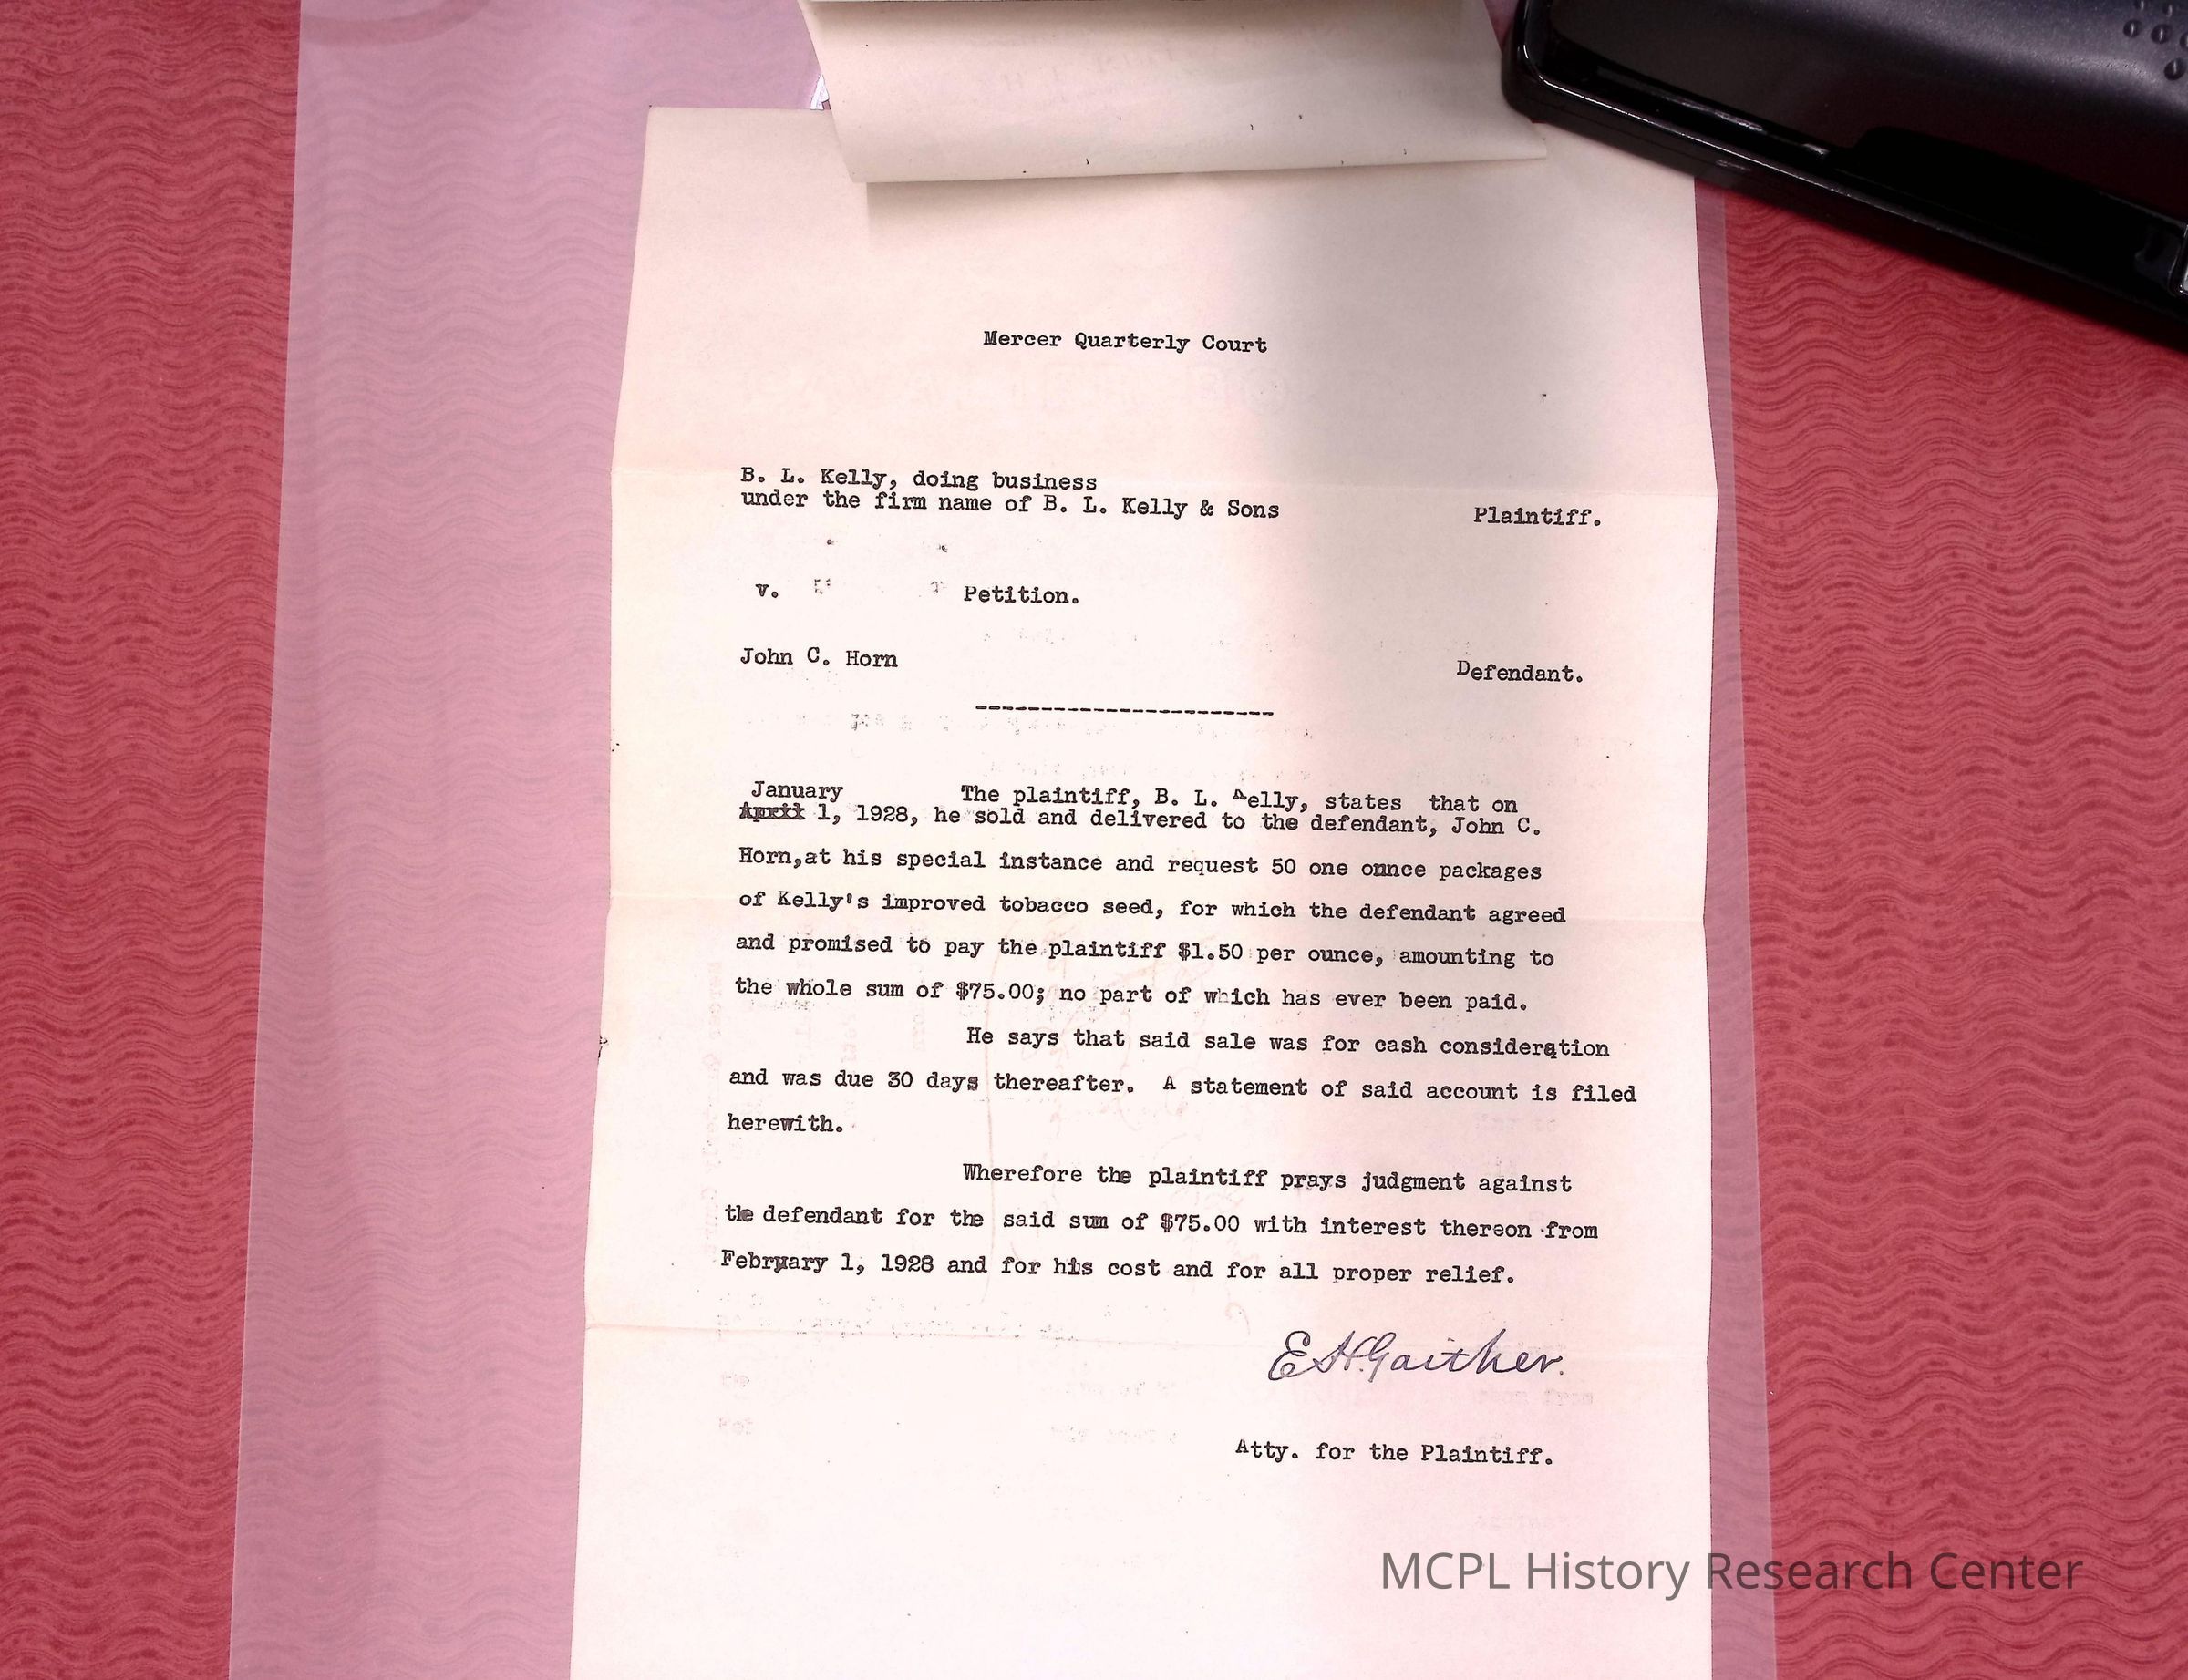 Mercer Quarterly Court
B. L. Kelly, doing business
under the firm name of B. L. Kelly & Sons Plaintiff.
v. Petition.
John C. Horn Defendant.
-----------------------
January The plaintiff, B. L. Kelly, states that on
April 1, 1928, he sold and delivered to the defendant, John C.
Horn,at his special instance and request 50 one ounce packages
of Kelly's improved tobacco seed, for which the defendant agreed
and promised to pay the plaintiff $1.50 per ounce, amounting to
the whole sum of $75.00; no part of which has ever been paid.
He says that said sale was for cash consideration
and was due 30 days thereafter. A statement of said account is filed
herewith.
Wherefore the plaintiff prays judgment against
the defendant for the said sum of $75.00 with interest thereon from
February 1, 1928 and for his cost and for all proper relief.
E H Gaither.
Atty. for the Plaintiff.
MCPL History Research Center